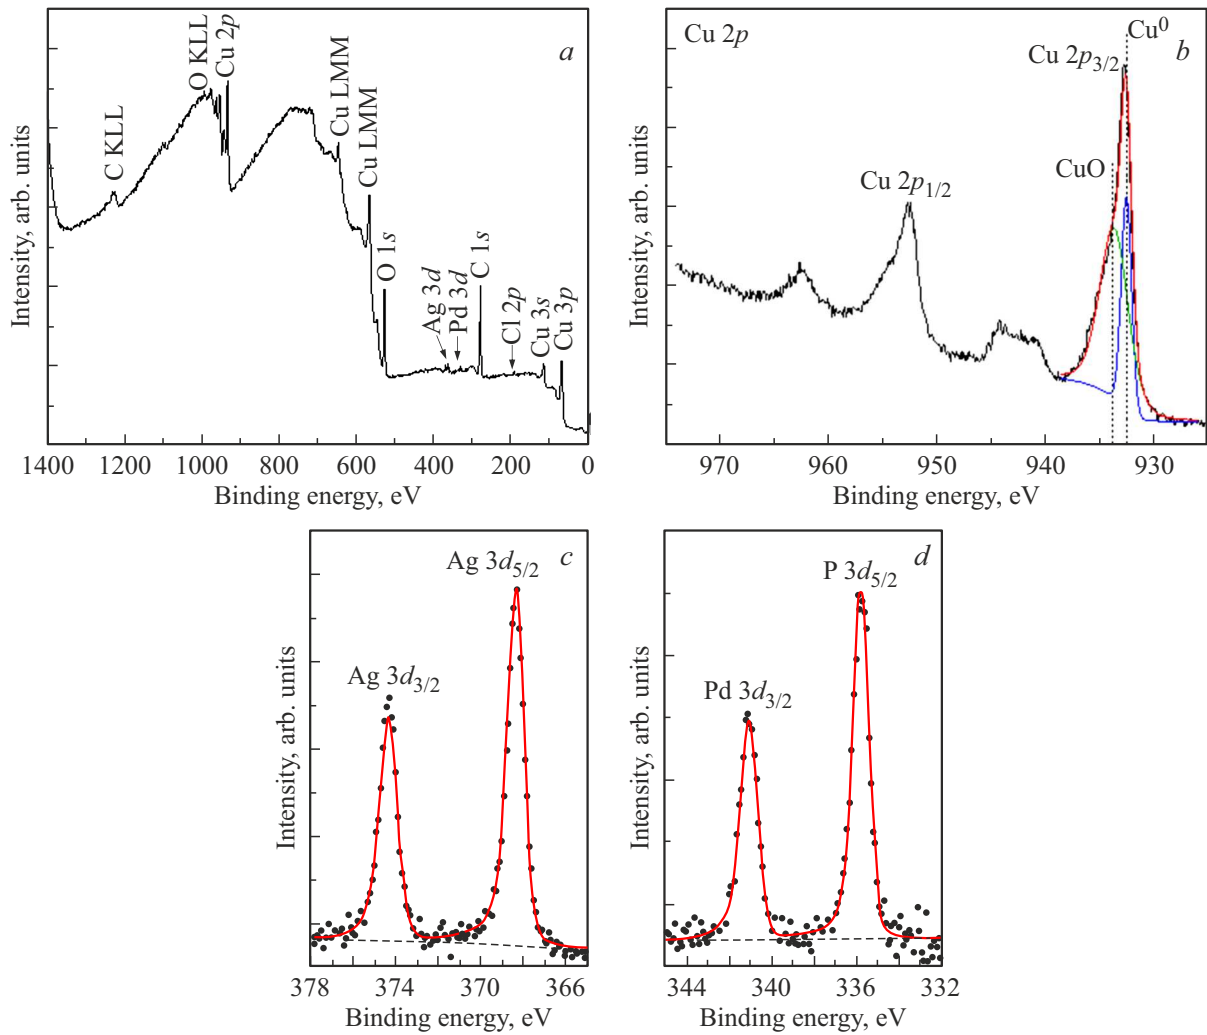 a
C KLL
O KLL
Cu 2p
Cu LMM
Cu LMM
O 1s
Ag 3d
Pd 3d
C 1s
Cl 2p
Cu 3s
Cu 3p
Intensity, arb. units
1400 1200 1000 800 600 400 200 0
Binding energy, eV
Cu 2p
Cu⁰
b
Cu 2p₃/₂
CuO
Cu 2p₁/₂
Intensity, arb. units
970 960 950 940 930
Binding energy, eV
c
Ag 3d₅/₂
Ag 3d₃/₂
Intensity, arb. units
378 374 370 366
Binding energy, eV
d
P 3d₅/₂
Pd 3d₃/₂
Intensity, arb. units
344 340 336 332
Binding energy, eV